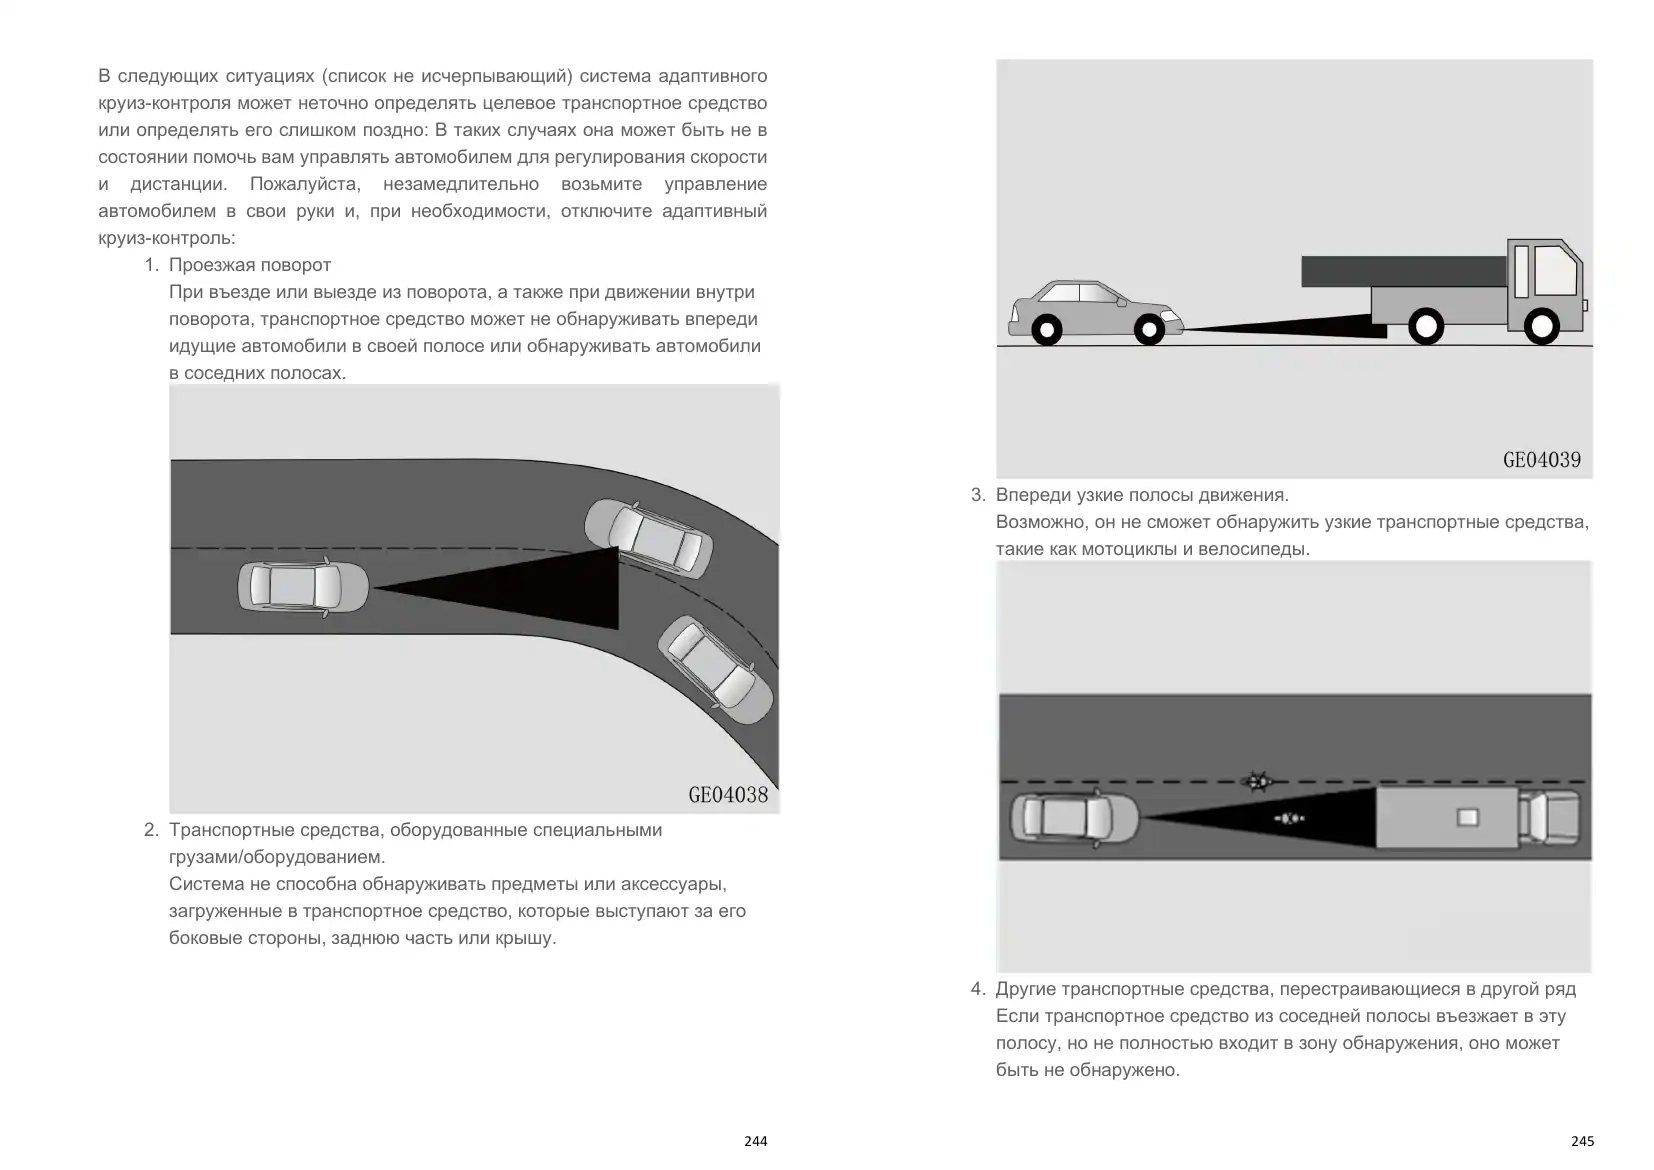 В следующих ситуациях (список не исчерпывающий) система адаптивного
круиз-контроля может неточно определять целевое транспортное средство
или определять его слишком поздно: В таких случаях она может быть не в
состоянии помочь вам управлять автомобилем для регулирования скорости
и дистанции. Пожалуйста, незамедлительно возьмите управление
автомобилем в свои руки и, при необходимости, отключите адаптивный
круиз-контроль:
1. Проезжая поворот
При въезде или выезде из поворота, а также при движении внутри
поворота, транспортное средство может не обнаруживать впереди
идущие автомобили в своей полосе или обнаруживать автомобили
в соседних полосах.
GE04038
2. Транспортные средства, оборудованные специальными
грузами/оборудованием.
Система не способна обнаруживать предметы или аксессуары,
загруженные в транспортное средство, которые выступают за его
боковые стороны, заднюю часть или крышу.
244
GE04039
3. Впереди узкие полосы движения.
Возможно, он не сможет обнаружить узкие транспортные средства,
такие как мотоциклы и велосипеды.
4. Другие транспортные средства, перестраивающиеся в другой ряд
Если транспортное средство из соседней полосы въезжает в эту
полосу, но не полностью входит в зону обнаружения, оно может
быть не обнаружено.
245